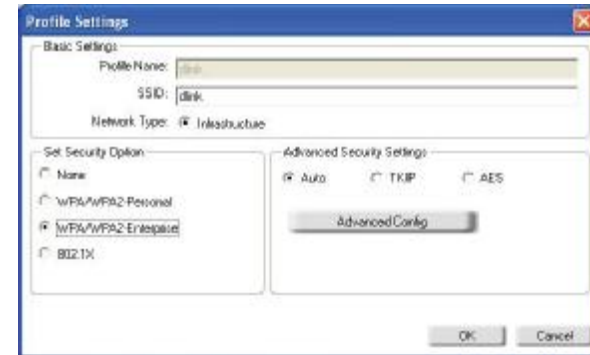 Profile Settings
Basic Settings
Profile Name: dlink
SSID: dlink
Network Type: Infrastructure
Set Security Option
None
WPA/WPA2-Personal
WPA/WPA2-Enterprise
802.1X
Advanced Security Settings
Auto TKIP AES
Advanced Config
OK Cancel